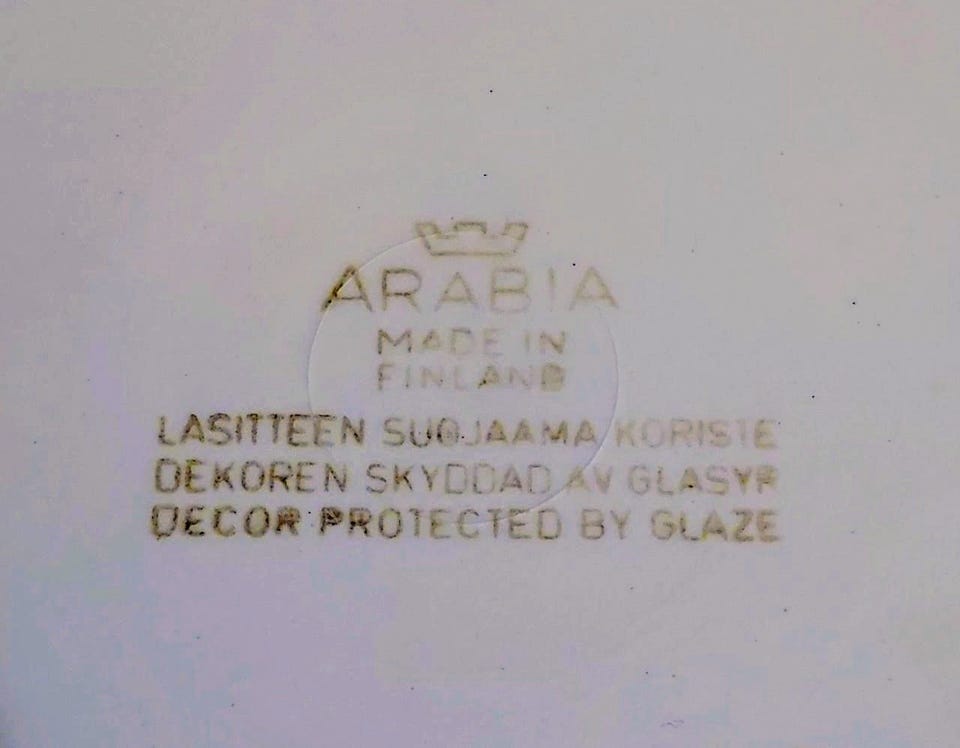 ARABIA
MADE IN
FINLAND
LASITTEEN SUOJAAMA KORISTE
DEKOREN SKYDDAD AV GLASYR
DECOR PROTECTED BY GLAZE